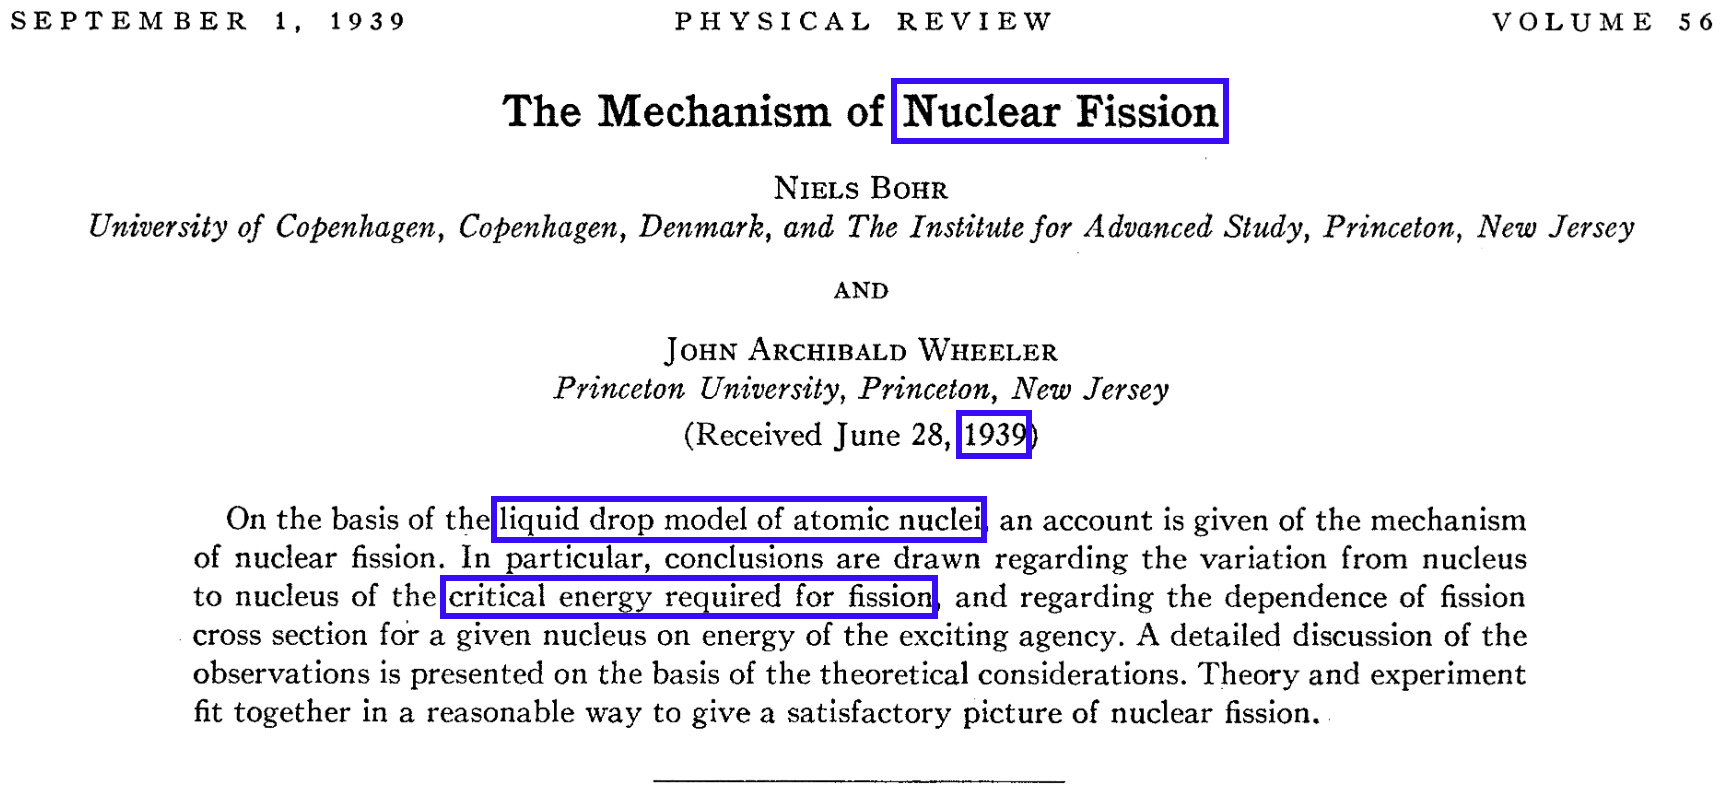 SEPTEMBER 1, 1939 PHYSICAL REVIEW VOLUME 56
The Mechanism of Nuclear Fission
NIELS BOHR
University of Copenhagen, Copenhagen, Denmark, and The Institute for Advanced Study, Princeton, New Jersey
AND
JOHN ARCHIBALD WHEELER
Princeton University, Princeton, New Jersey
(Received June 28, 1939)
On the basis of the liquid drop model of atomic nuclei, an account is given of the mechanism
of nuclear fission. In particular, conclusions are drawn regarding the variation from nucleus
to nucleus of the critical energy required for fission, and regarding the dependence of fission
cross section for a given nucleus on energy of the exciting agency. A detailed discussion of the
observations is presented on the basis of the theoretical considerations. Theory and experiment
fit together in a reasonable way to give a satisfactory picture of nuclear fission.